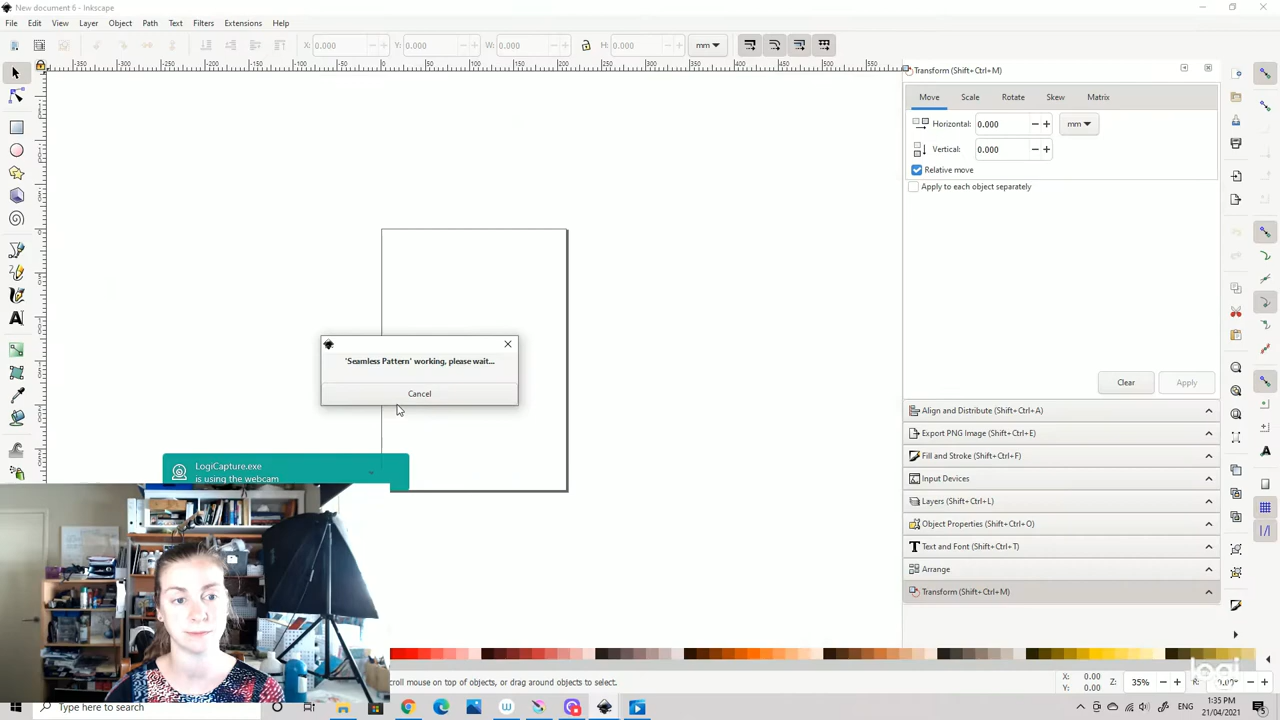 New document 6 - Inkscape
File Edit View Layer Object Path Text Filters Extensions Help
X: 0.000 Y: 0.000 W: 0.000 H: 0.000 mm
Transform (Shift+Ctrl+M)
Move Scale Rotate Skew Matrix
Horizontal: 0.000 mm
Vertical: 0.000
Relative move
Apply to each object separately
'Seamless Pattern' working, please wait...
Cancel
Clear Apply
Align and Distribute (Shift+Ctrl+A)
Export PNG Image (Shift+Ctrl+E)
Fill and Stroke (Shift+Ctrl+F)
Input Devices
Layers (Shift+Ctrl+L)
Object Properties (Shift+Ctrl+O)
Text and Font (Shift+Ctrl+T)
Arrange
Transform (Shift+Ctrl+M)
LogiCapture.exe
is using the webcam
croll mouse on top of objects, or drag around objects to select.
X: 0.00
Y: 0.00
Z: 35% R: 0.00°
logi
Type here to search
ENG
1:35 PM
21/04/2021